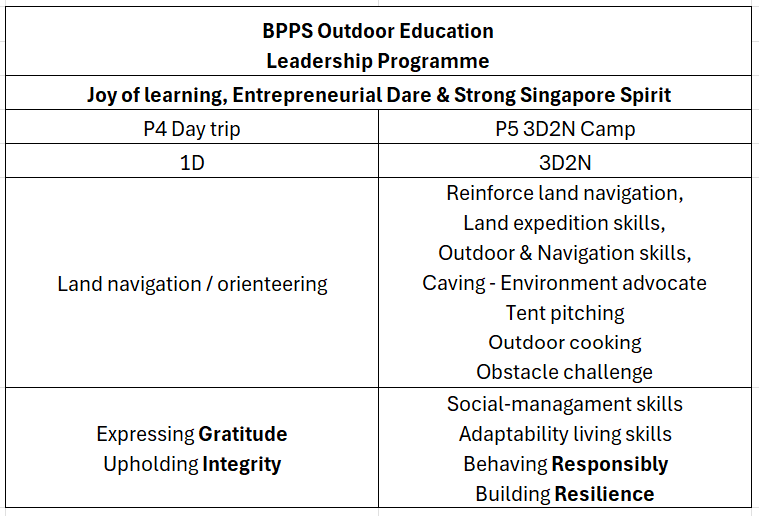 BPPS Outdoor Education
Leadership Programme
Joy of learning, Entrepreneurial Dare & Strong Singapore Spirit
P4 Day trip
P5 3D2N Camp
1D
3D2N
Land navigation / orienteering
Reinforce land navigation,
Land expedition skills,
Outdoor & Navigation skills,
Caving - Environment advocate
Tent pitching
Outdoor cooking
Obstacle challenge
Expressing Gratitude
Upholding Integrity
Social-managament skills
Adaptability living skills
Behaving Responsibly
Building Resilience